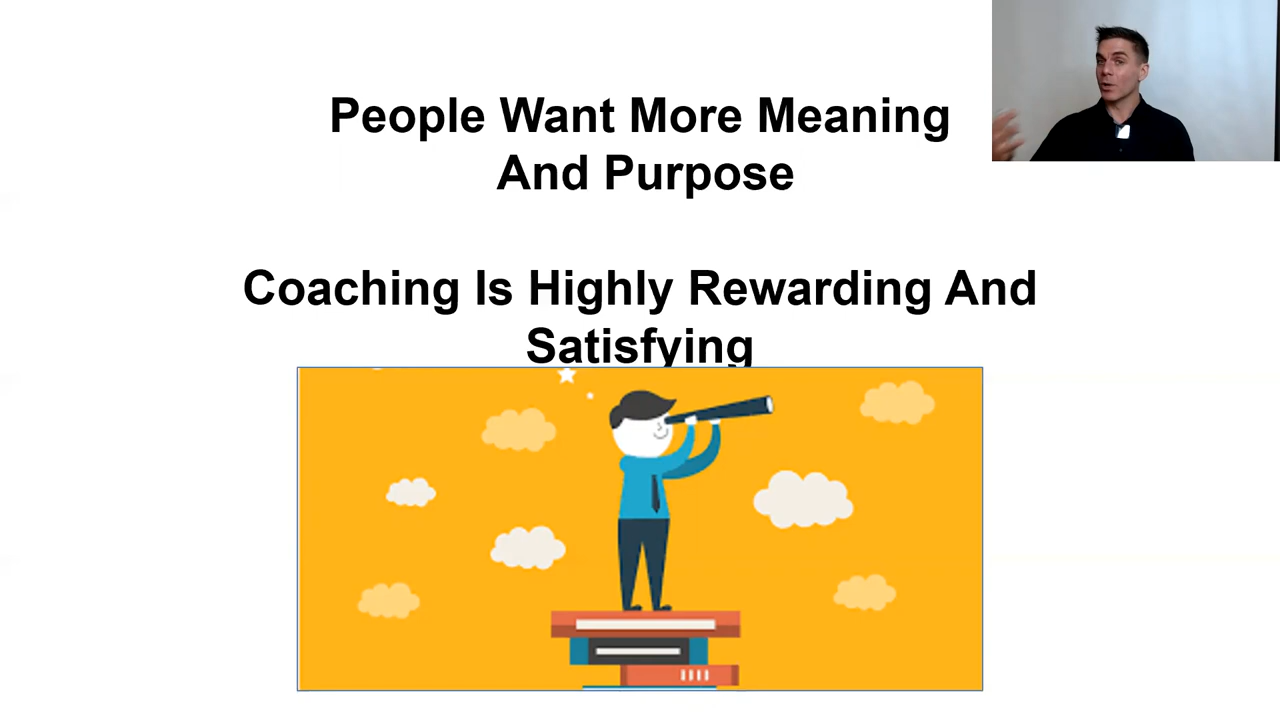 People Want More Meaning
And Purpose
Coaching Is Highly Rewarding And
Satisfying